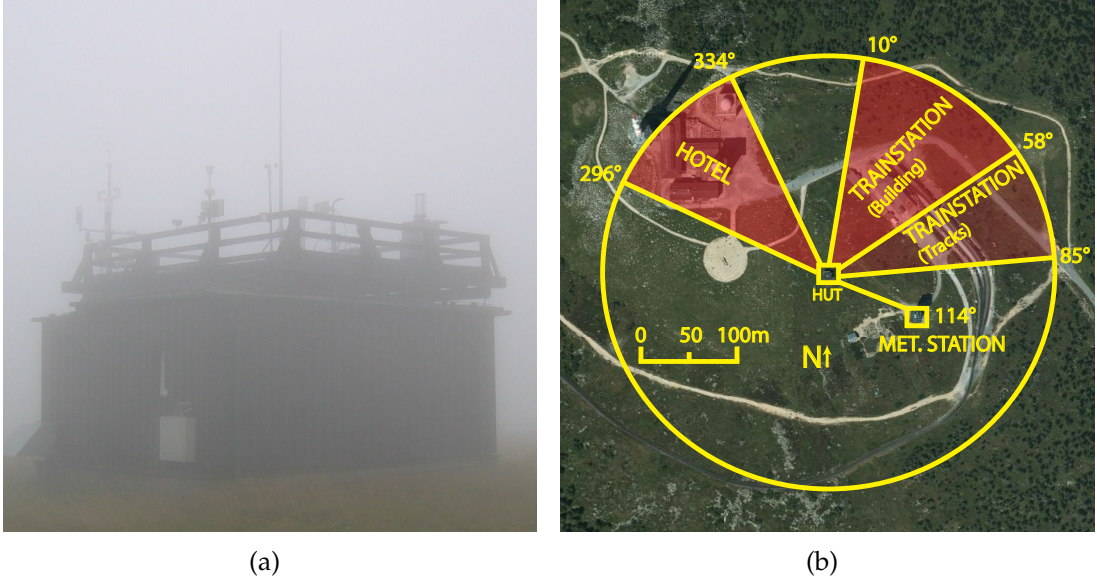 334°
10°
58°
296°
HOTEL
TRAINSTATION
(Building)
TRAINSTATION
(Tracks)
85°
HUT
114°
MET. STATION
0 50 100m
N↑
(a)
(b)